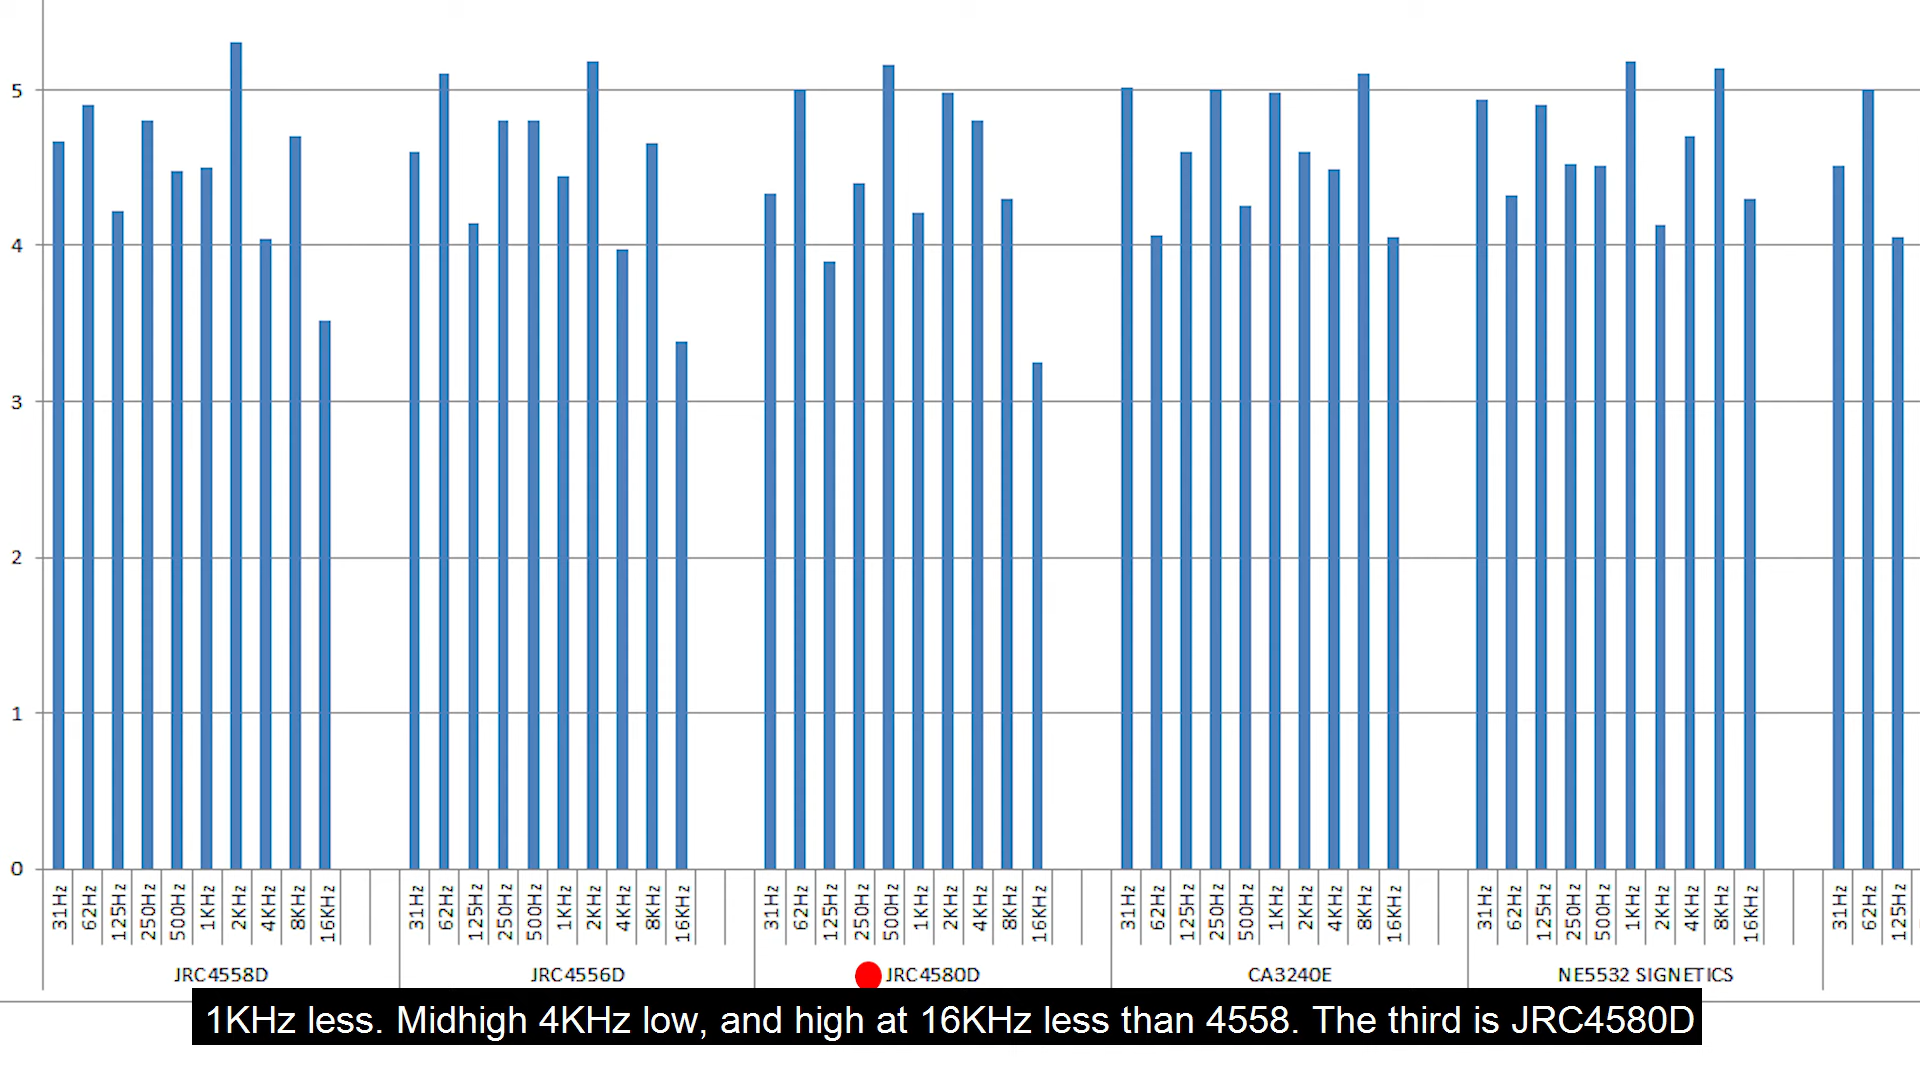 5
4
3
2
1
0
31Hz 62Hz 125Hz 250Hz 500Hz 1KHz 2KHz 4KHz 8KHz 16KHz 31Hz 62Hz 125Hz 250Hz 500Hz 1KHz 2KHz 4KHz 8KHz 16KHz 31Hz 62Hz 125Hz 250Hz 500Hz 1KHz 2KHz 4KHz 8KHz 16KHz 31Hz 62Hz 125Hz 250Hz 500Hz 1KHz 2KHz 4KHz 8KHz 16KHz 31Hz 62Hz 125Hz 250Hz 500Hz 1KHz 2KHz 4KHz 8KHz 16KHz 31Hz 62Hz 125Hz
JRC4558D JRC4556D JRC4580D CA3240E NE5532 SIGNETICS
1KHz less. Midhigh 4KHz low, and high at 16KHz less than 4558. The third is JRC4580D